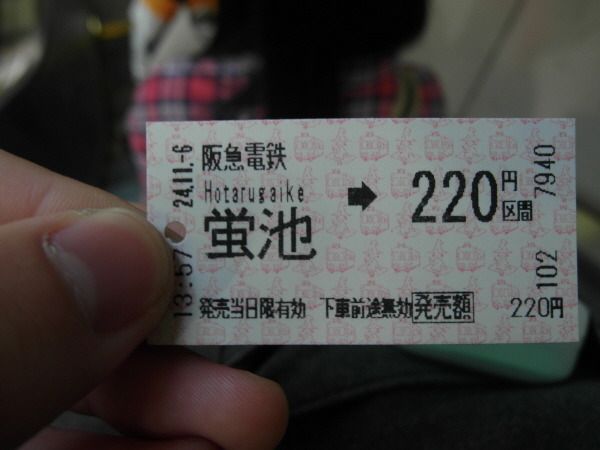 阪急電鉄
Hotarugaike
蛍池 ➡ 220円区間
発売当日限有効 下車前途無効 発売額 220円
24.11.-6
13:57
7940
102